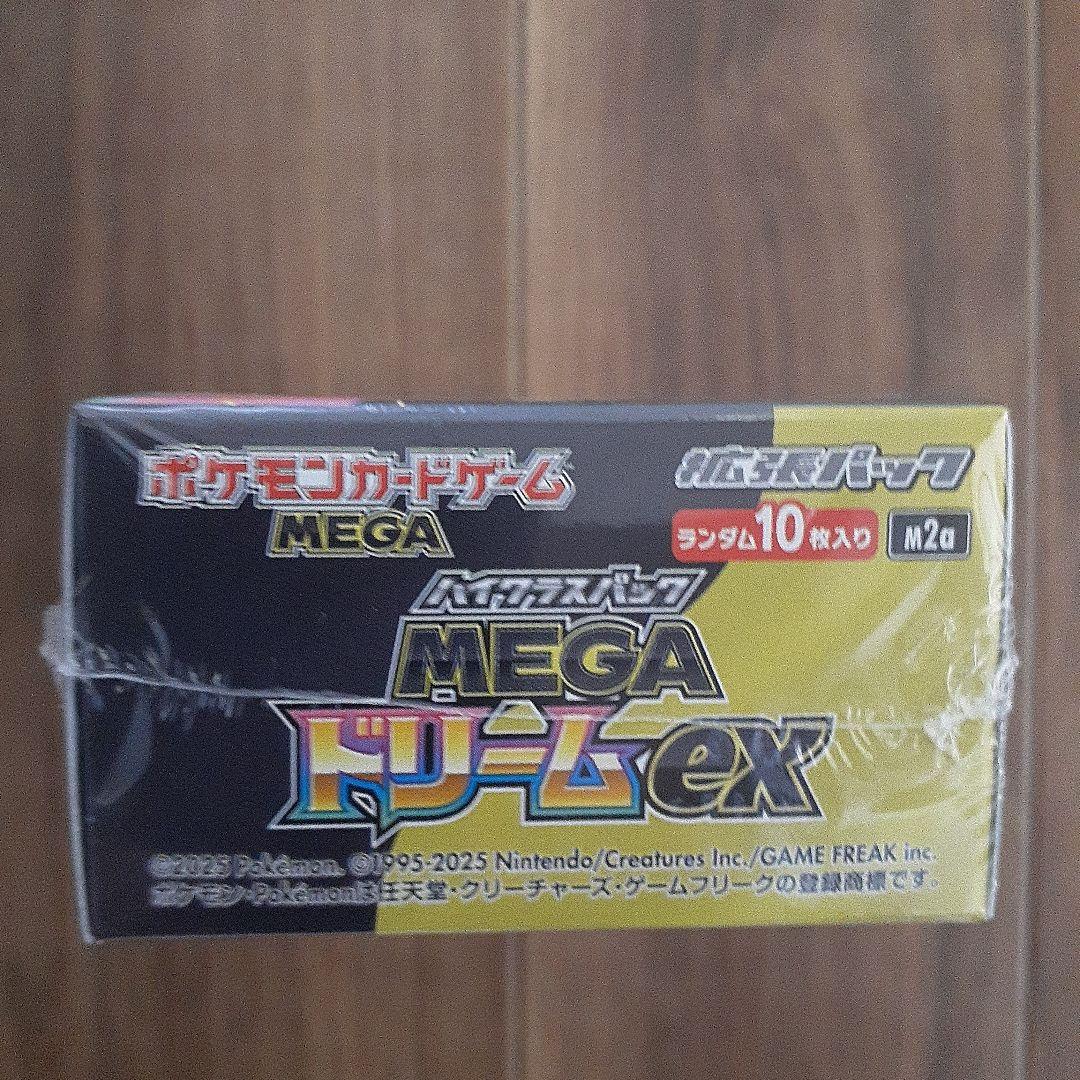 ポケモンカードゲーム
MEGA
拡張パック
ランダム10枚入り M2a
ハイクラスパック
MEGA
ドリームex
©2025 Pokémon. ©1995-2025 Nintendo/Creatures Inc./GAME FREAK inc.
ポケモン・Pokémonは任天堂・クリーチャーズ・ゲームフリークの登録商標です。